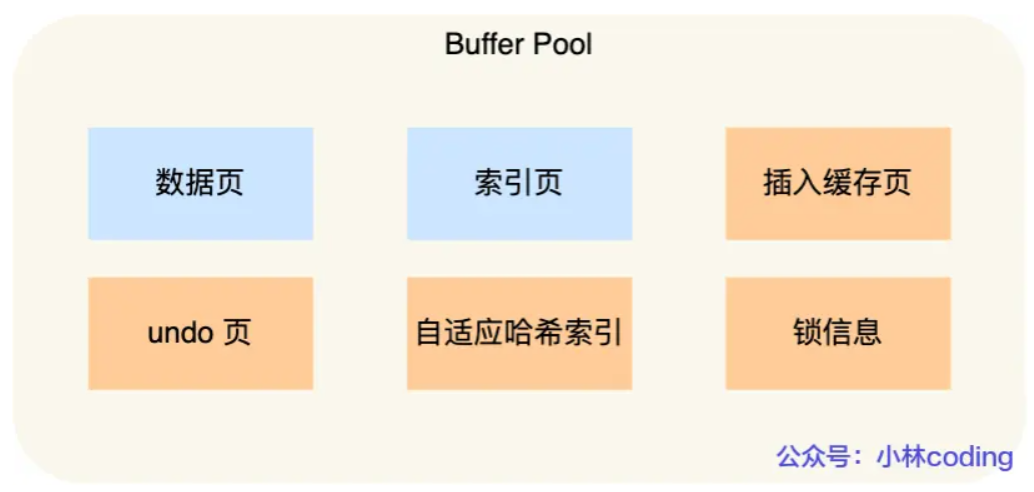 Buffer Pool
数据页
索引页
插入缓存页
undo 页
自适应哈希索引
锁信息
公众号：小林coding